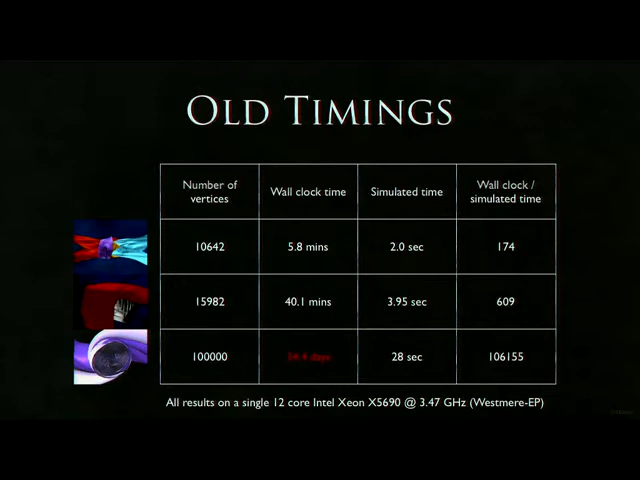 OLD TIMINGS
Number of vertices
Wall clock time
Simulated time
Wall clock / simulated time
10642
5.8 mins
2.0 sec
174
15982
40.1 mins
3.95 sec
609
100000
days
28 sec
106155
All results on a single 12 core Intel Xeon X5690 @ 3.47 GHz (Westmere-EP)